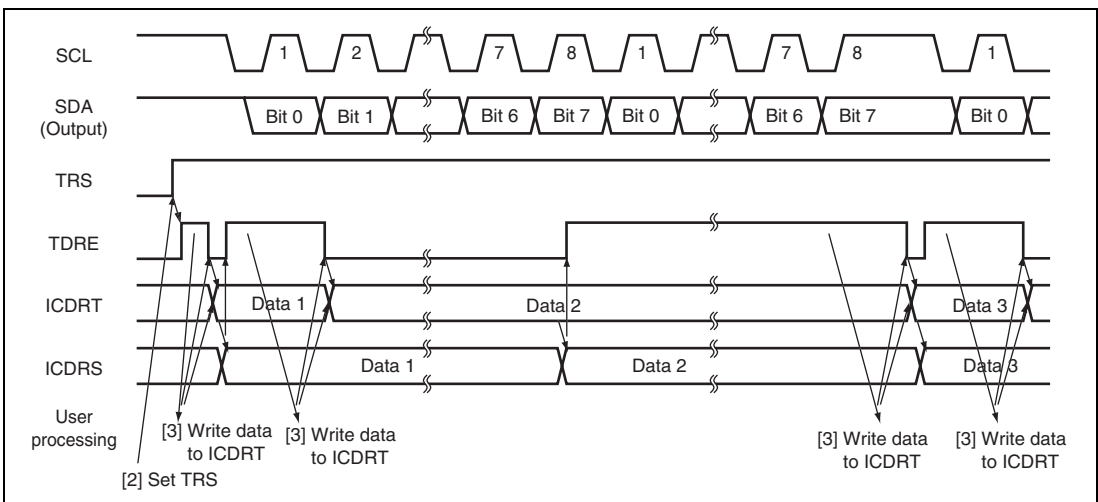 SCL 1 2 7 8 1 7 8 1
SDA
(Output) Bit 0 Bit 1 Bit 6 Bit 7 Bit 0 Bit 6 Bit 7 Bit 0
TRS
TDRE
ICDRT Data 1 Data 2 Data 3
ICDRS Data 1 Data 2 Data 3
User
processing
[3] Write data
to ICDRT
[3] Write data
to ICDRT
[3] Write data
to ICDRT
[3] Write data
to ICDRT
[2] Set TRS